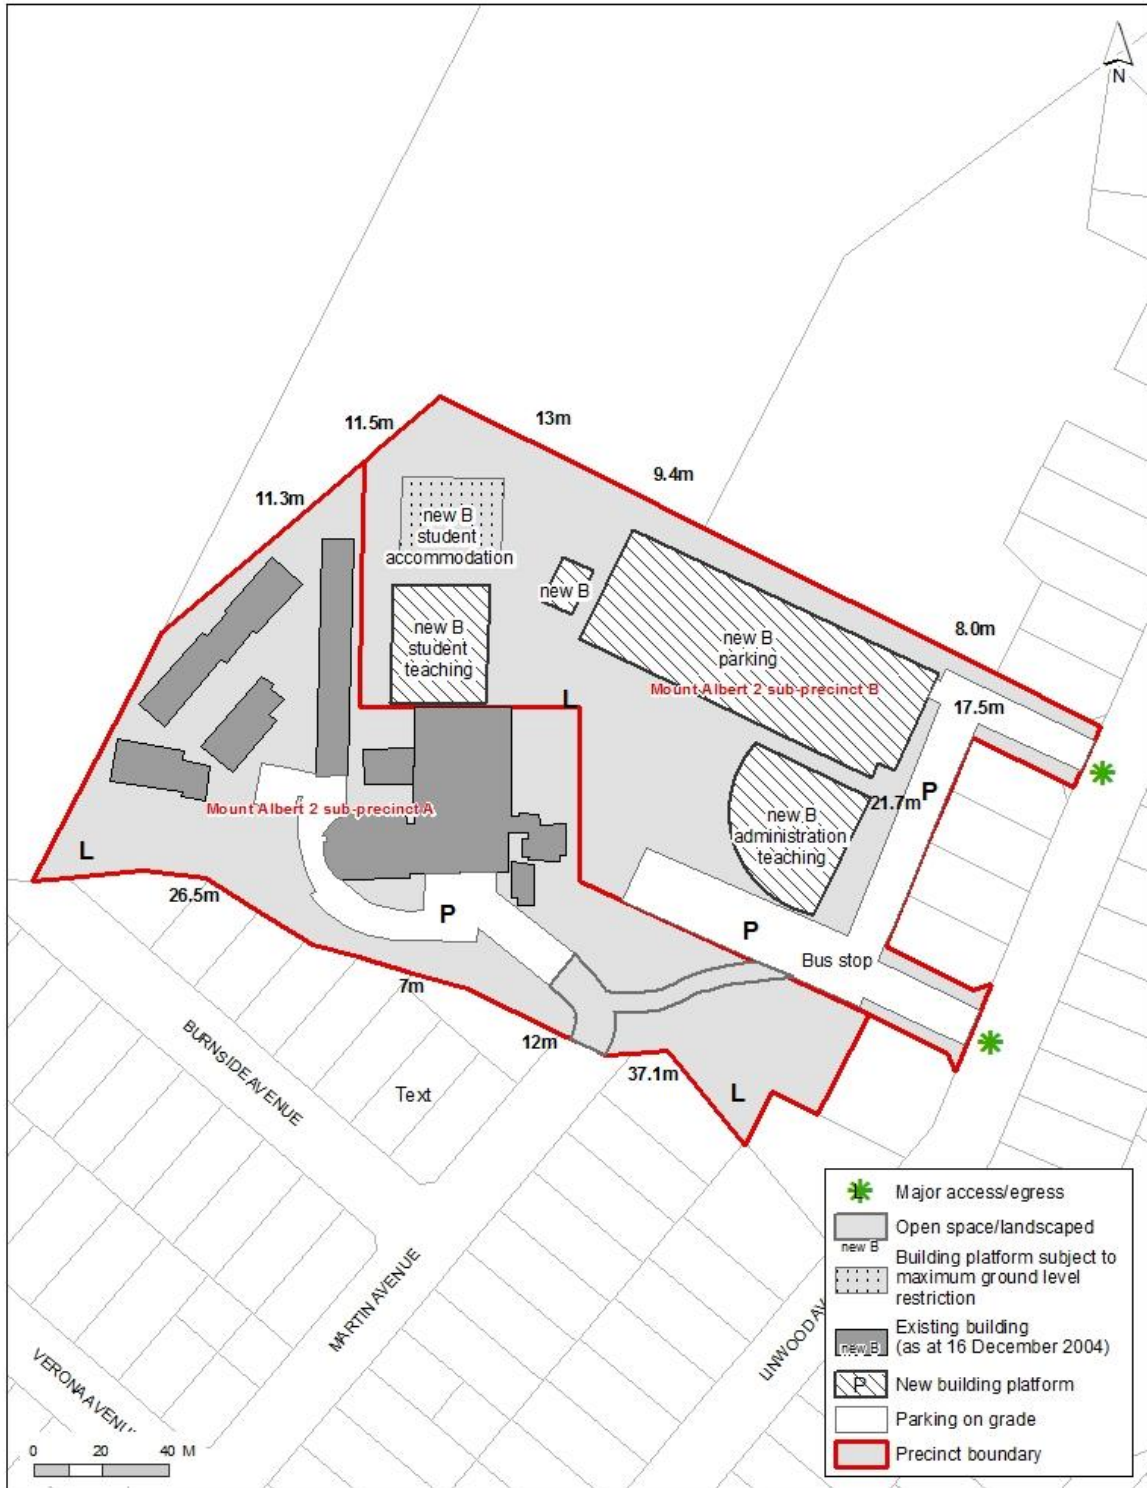 N
11.5m
13m
9.4m
11.3m
new B
student
accommodation
new B
new B
student
teaching
new B
parking
8.0m
Mount Albert 2 sub-precinct B
L
17.5m
P
21.7m
Mount Albert 2 sub-precinct A
new B
administration
teaching
L
26.5m
P
P
Bus stop
7m
12m
37.1m
L
BURNSIDE AVENUE
Text
MARTIN AVENUE
LINWOOD AV
VERONA AVENU
L Major access/egress
Open space/landscaped
new B
Building platform subject to
maximum ground level
restriction
Existing building
new B (as at 16 December 2004)
P New building platform
Parking on grade
Precinct boundary
0 20 40 M